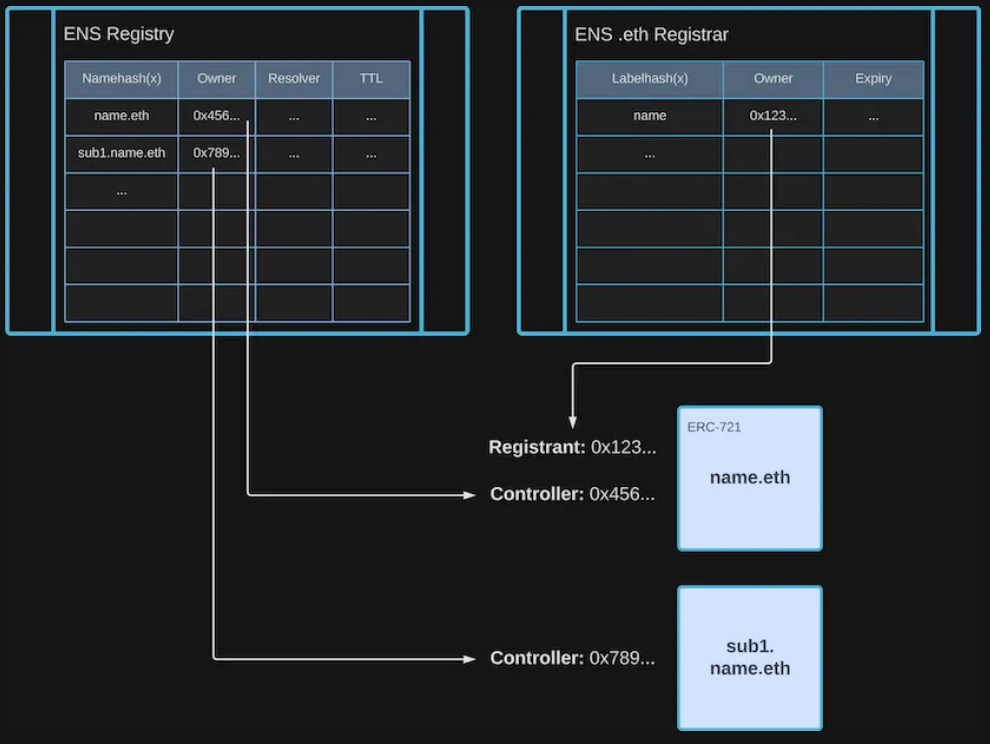 ENS Registry
Namehash(x) Owner Resolver TTL
name.eth 0x456... ... ...
sub1.name.eth 0x789... ... ...
...
ENS .eth Registrar
Labelhash(x) Owner Expiry
name 0x123... ...
...
Registrant: 0x123...
Controller: 0x456...
ERC-721
name.eth
Controller: 0x789...
sub1.
name.eth